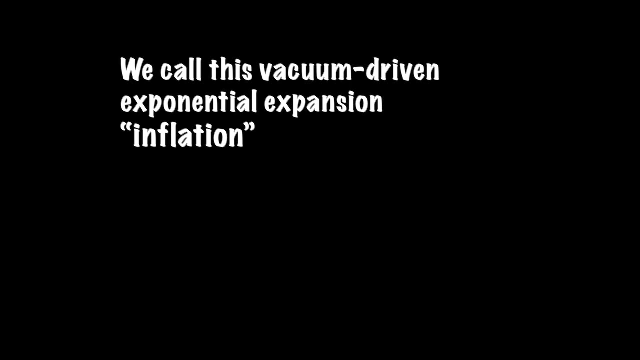 We call this vacuum-driven
exponential expansion
“inflation”